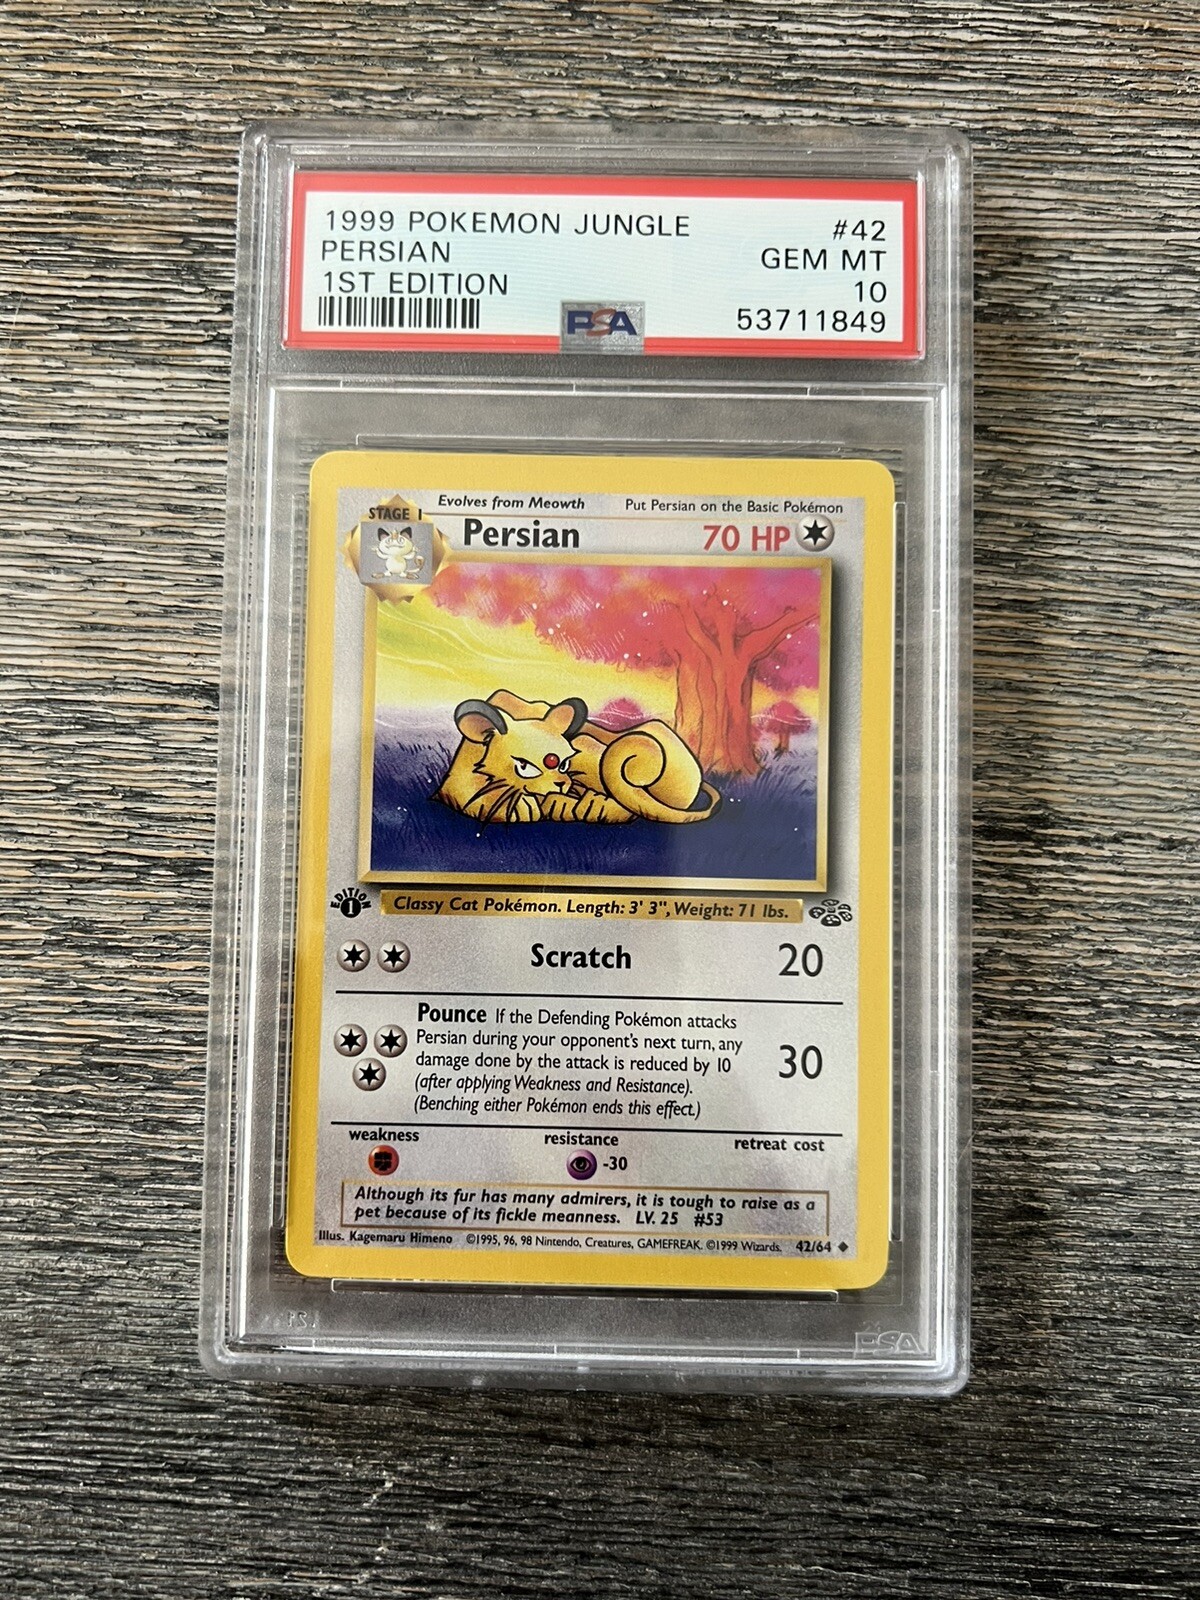 1999 POKEMON JUNGLE #42
PERSIAN GEM MT
1ST EDITION 10
PSA 53711849
Evolves from Meowth Put Persian on the Basic Pokémon
STAGE 1
Persian 70 HP
EDITION 1
Classy Cat Pokémon. Length: 3' 3", Weight: 71 lbs.
Scratch 20
Pounce If the Defending Pokémon attacks
Persian during your opponent's next turn, any
damage done by the attack is reduced by 10
(after applying Weakness and Resistance).
(Benching either Pokémon ends this effect.)
30
weakness resistance retreat cost
-30
Although its fur has many admirers, it is tough to raise as a
pet because of its fickle meanness. LV. 25 #53
Illus. Kagemaru Himeno ©1995, 96, 98 Nintendo, Creatures, GAMEFREAK. ©1999 Wizards. 42/64
PSA